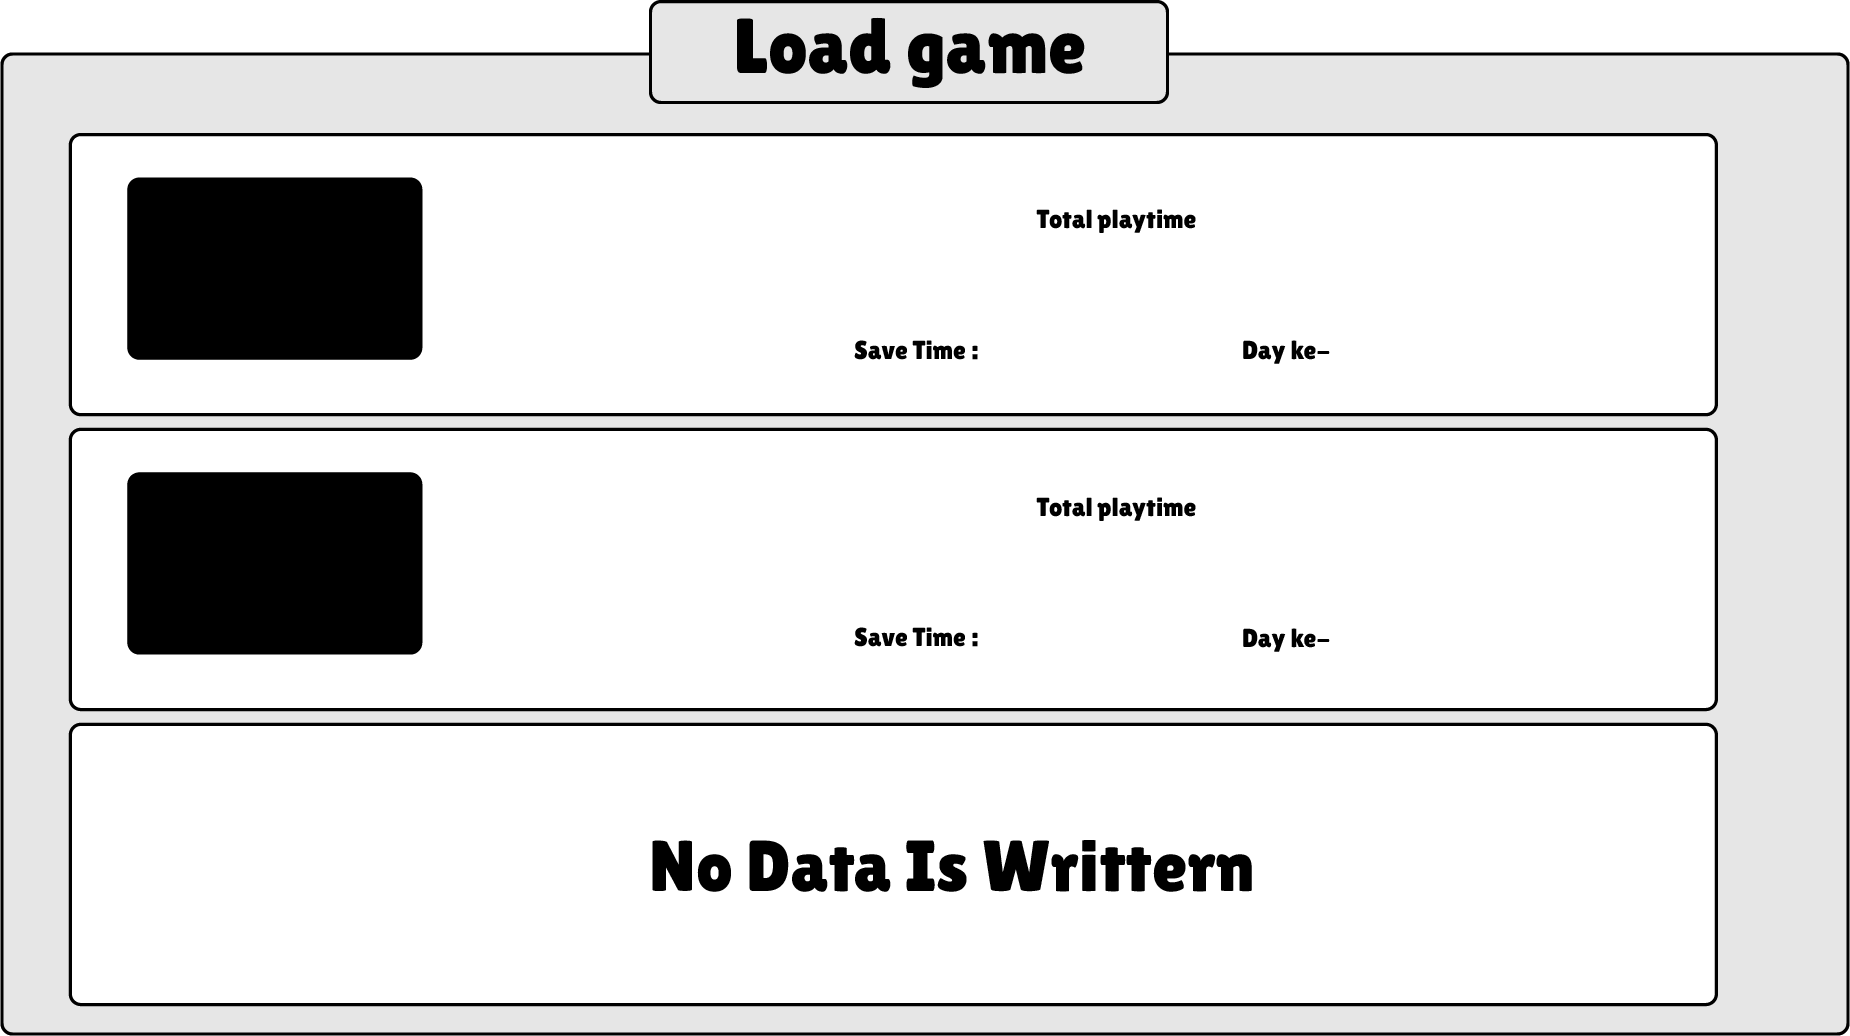 Load game
Total playtime
Save Time :
Day ke-
Total playtime
Save Time :
Day ke-
No Data Is Writtern